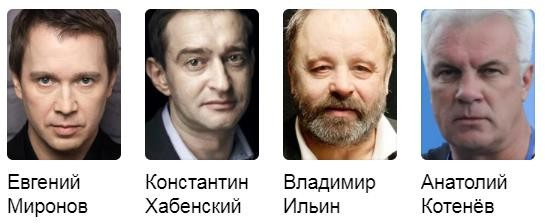 Евгений
Миронов
Константин
Хабенский
Владимир
Ильин
Анатолий
Котенёв